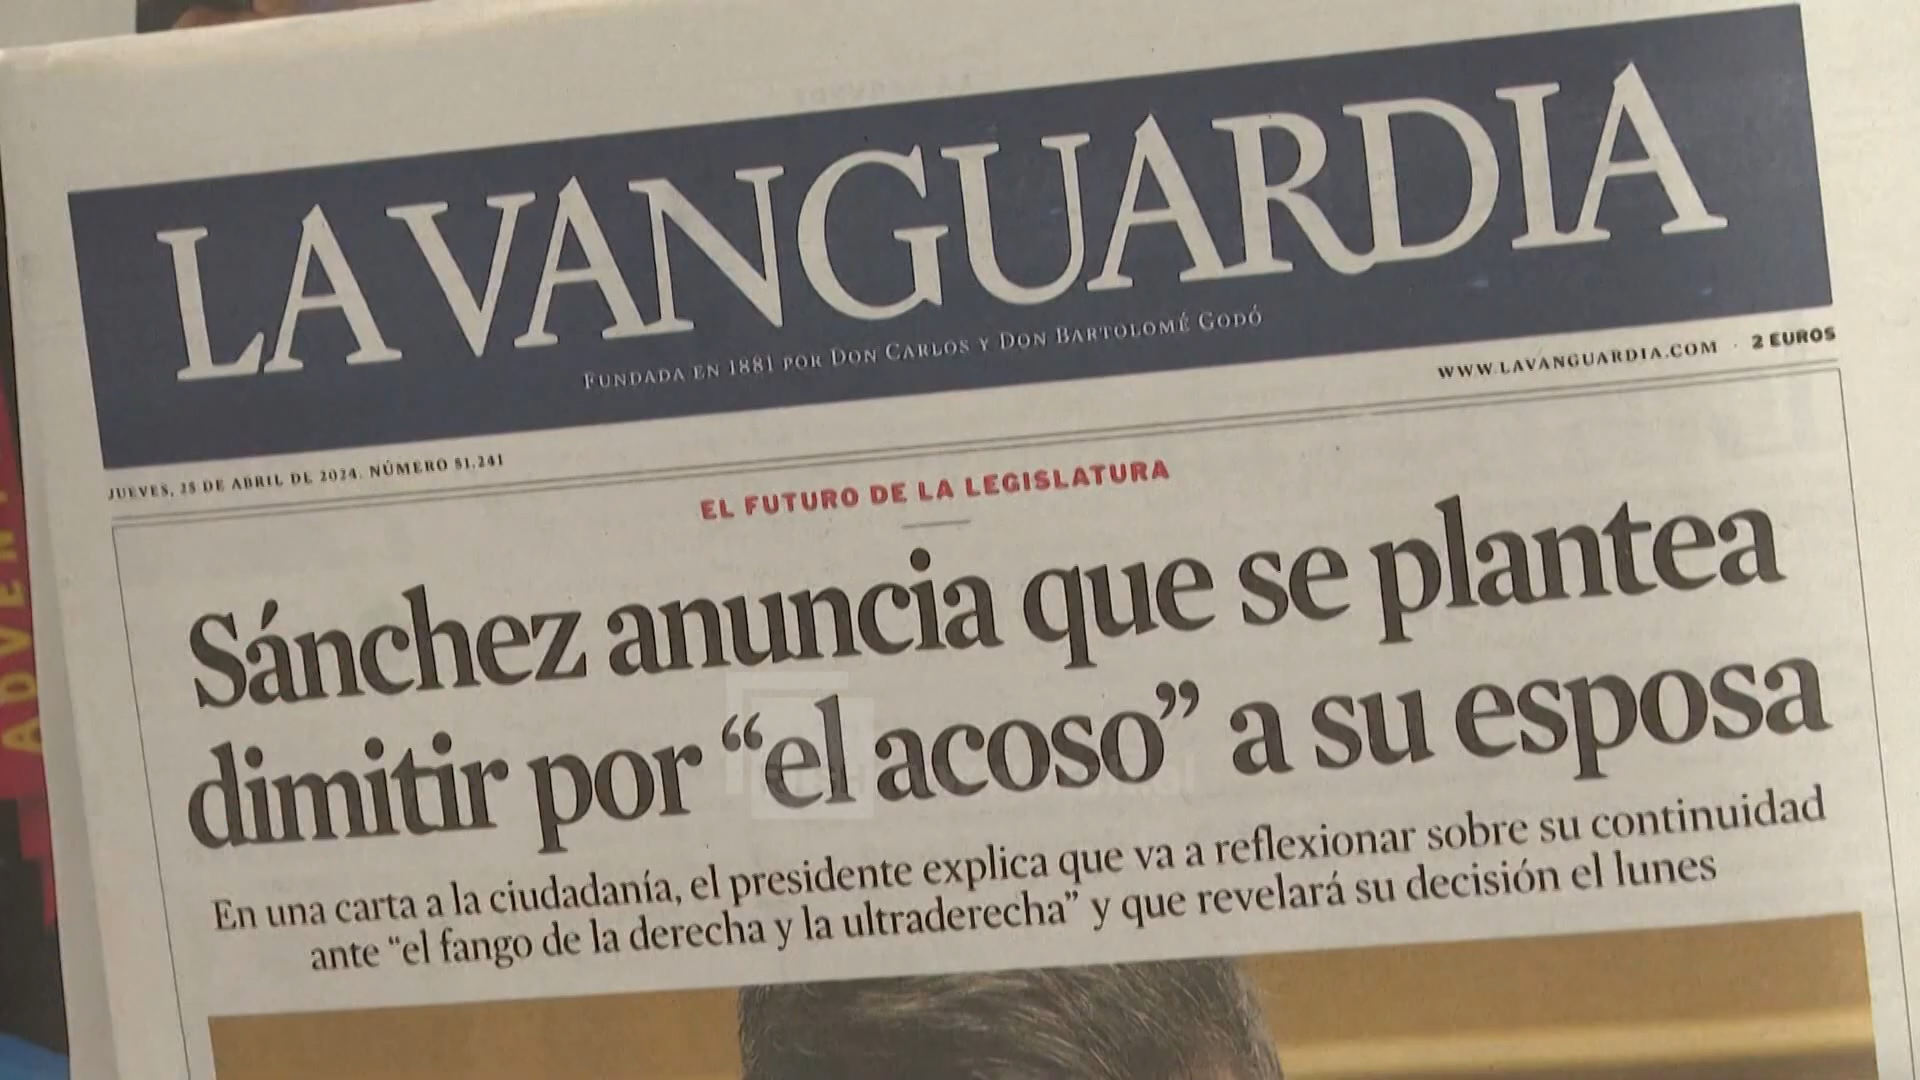 LA VANGUARDIA
FUNDADA EN 1881 POR DON CARLOS Y DON BARTOLOMÉ GODÓ
WWW.LAVANGUARDIA.COM · 2 EUROS
JUEVES, 25 DE ABRIL DE 2024. NÚMERO 51.241
EL FUTURO DE LA LEGISLATURA
Sánchez anuncia que se plantea
dimitir por “el acoso” a su esposa
En una carta a la ciudadanía, el presidente explica que va a reflexionar sobre su continuidad
ante “el fango de la derecha y la ultraderecha” y que revelará su decisión el lunes